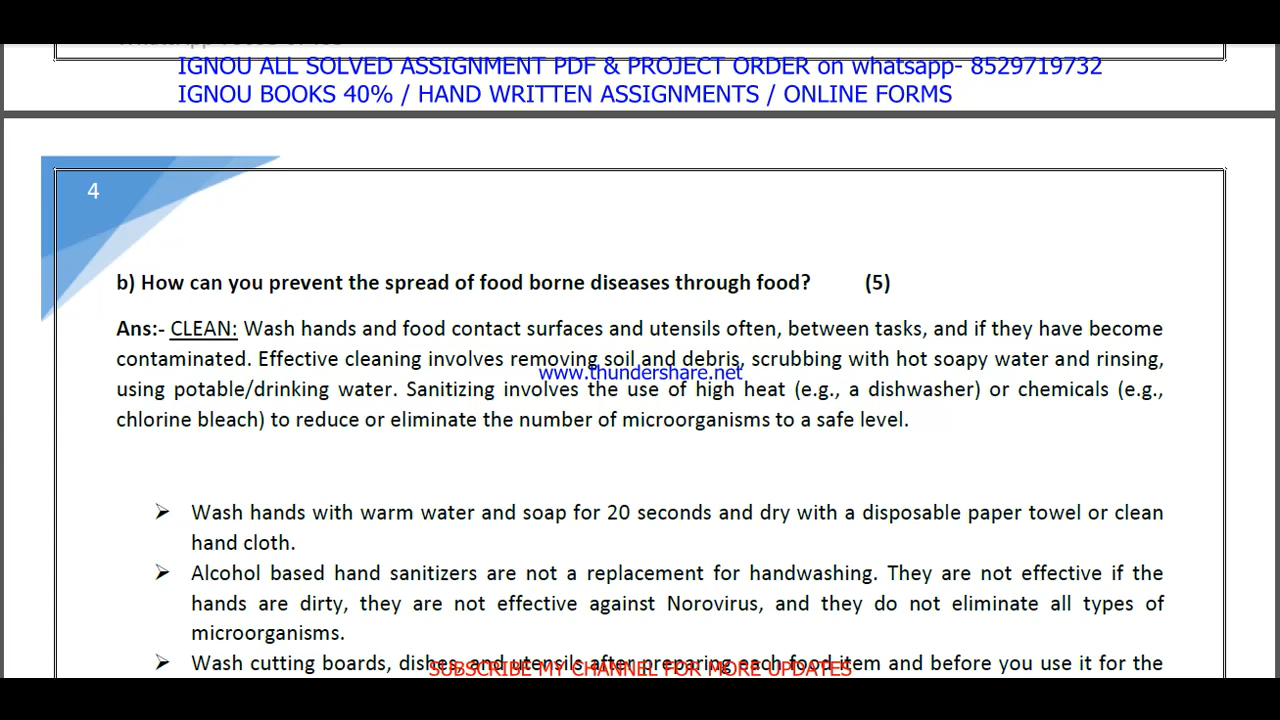 IGNOU ALL SOLVED ASSIGNMENT PDF & PROJECT ORDER on whatsapp- 8529719732
IGNOU BOOKS 40% / HAND WRITTEN ASSIGNMENTS / ONLINE FORMS
4
b) How can you prevent the spread of food borne diseases through food? (5)
Ans:- CLEAN: Wash hands and food contact surfaces and utensils often, between tasks, and if they have become
contaminated. Effective cleaning involves removing soil and debris, scrubbing with hot soapy water and rinsing,
www.thundershare.net
using potable/drinking water. Sanitizing involves the use of high heat (e.g., a dishwasher) or chemicals (e.g.,
chlorine bleach) to reduce or eliminate the number of microorganisms to a safe level.
➢ Wash hands with warm water and soap for 20 seconds and dry with a disposable paper towel or clean
hand cloth.
➢ Alcohol based hand sanitizers are not a replacement for handwashing. They are not effective if the
hands are dirty, they are not effective against Norovirus, and they do not eliminate all types of
microorganisms.
➢ Wash cutting boards, dishes, and utensils after preparing each food item and before you use it for the
SUBSCRIBE MY CHANNEL FOR MORE UPDATES